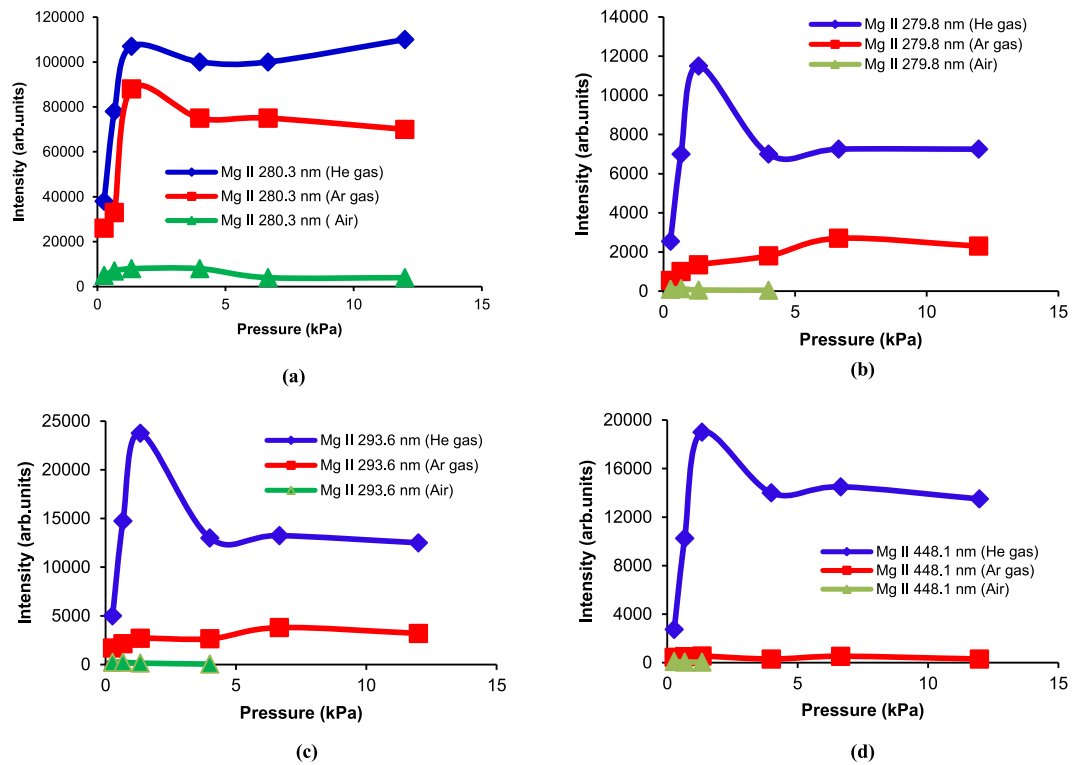 (a)
120000
100000
80000
60000
40000
20000
0
0 5 10 15
Intensity (arb.units)
Pressure (kPa)
Mg II 280.3 nm (He gas)
Mg II 280.3 nm (Ar gas)
Mg II 280.3 nm ( Air)
(a)
(b)
14000
12000
10000
8000
6000
4000
2000
0
0 5 10 15
Intensity (arb.units)
Pressure (kPa)
Mg II 279.8 nm (He gas)
Mg II 279.8 nm (Ar gas)
Mg II 279.8 nm (Air)
(b)
25000
20000
15000
10000
5000
0
0 5 10 15
Intensity (arb.units)
Pressure (kPa)
Mg II 293.6 nm (He gas)
Mg II 293.6 nm (Ar gas)
Mg II 293.6 nm (Air)
(c)
20000
16000
12000
8000
4000
0
0 5 10 15
Intensity (arb.units)
Pressure (kPa)
Mg II 448.1 nm (He gas)
Mg II 448.1 nm (Ar gas)
Mg II 448.1 nm (Air)
(d)